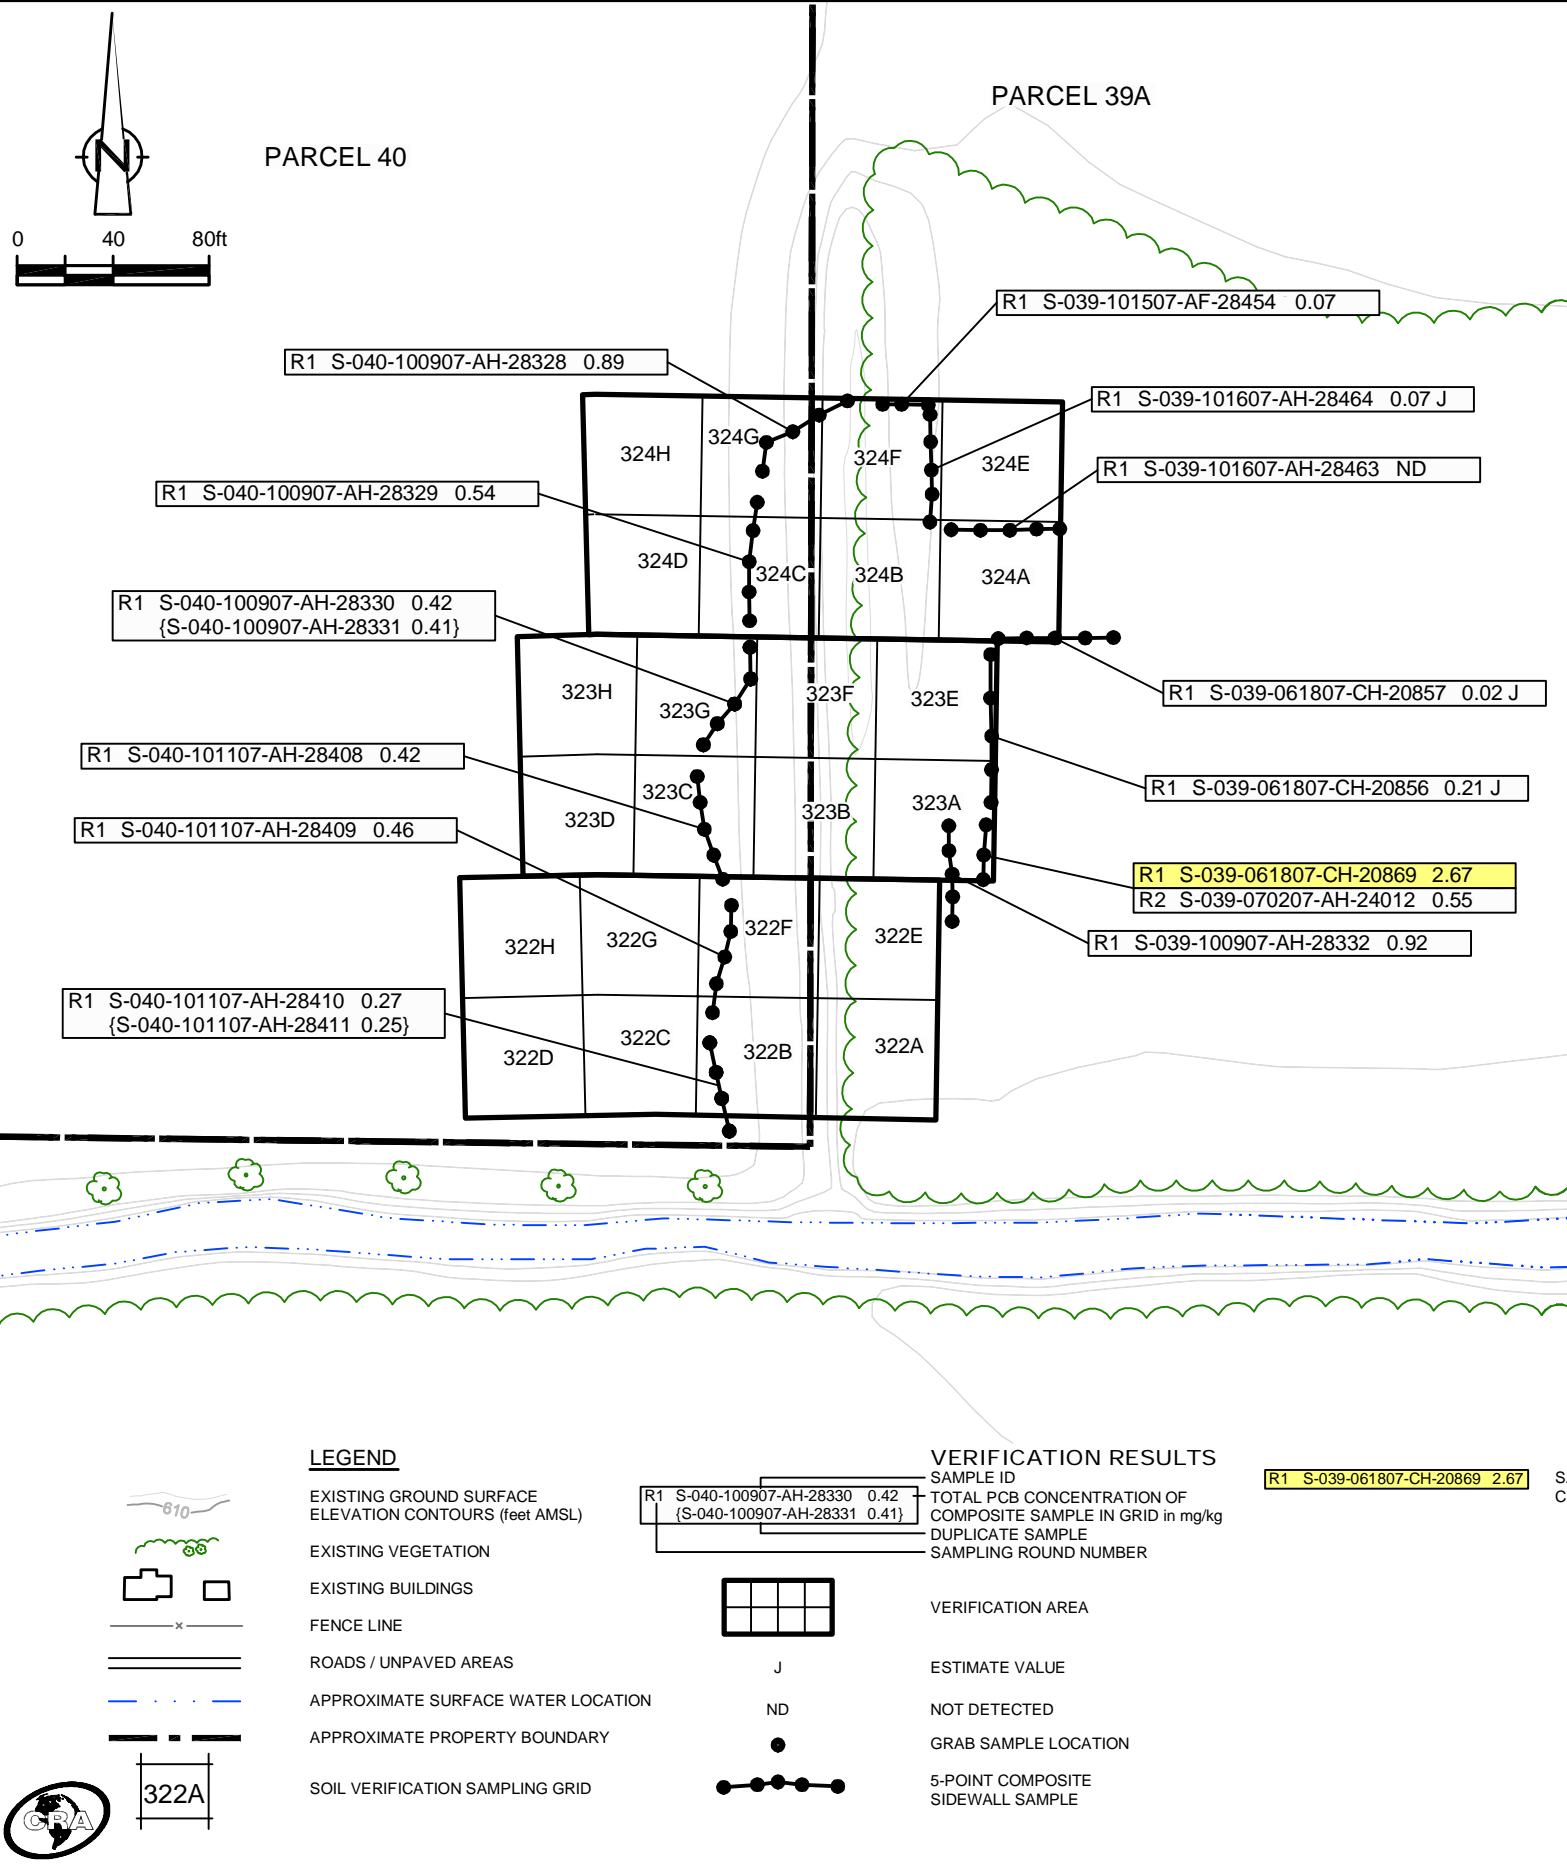 PARCEL 39A
PARCEL 40
N
0 40 80ft
R1 S-039-101507-AF-28454 0.07
R1 S-040-100907-AH-28328 0.89
R1 S-039-101607-AH-28464 0.07 J
324H
324G
324F
324E
R1 S-039-101607-AH-28463 ND
R1 S-040-100907-AH-28329 0.54
324D
324C
324B
324A
R1 S-040-100907-AH-28330 0.42
{S-040-100907-AH-28331 0.41}
323H
323G
323F
323E
R1 S-039-061807-CH-20857 0.02 J
R1 S-040-101107-AH-28408 0.42
R1 S-039-061807-CH-20856 0.21 J
323D
323C
323B
323A
R1 S-040-101107-AH-28409 0.46
R1 S-039-061807-CH-20869 2.67
R2 S-039-070207-AH-24012 0.55
R1 S-039-100907-AH-28332 0.92
322H
322G
322F
322E
R1 S-040-101107-AH-28410 0.27
{S-040-101107-AH-28411 0.25}
322D
322C
322B
322A
LEGEND
610
EXISTING GROUND SURFACE
ELEVATION CONTOURS (feet AMSL)
EXISTING VEGETATION
EXISTING BUILDINGS
FENCE LINE
ROADS / UNPAVED AREAS
APPROXIMATE SURFACE WATER LOCATION
APPROXIMATE PROPERTY BOUNDARY
322A
SOIL VERIFICATION SAMPLING GRID
CRA
VERIFICATION RESULTS
R1 S-040-100907-AH-28330 0.42
{S-040-100907-AH-28331 0.41}
SAMPLE ID
TOTAL PCB CONCENTRATION OF
COMPOSITE SAMPLE IN GRID in mg/kg
DUPLICATE SAMPLE
SAMPLING ROUND NUMBER
VERIFICATION AREA
J ESTIMATE VALUE
ND NOT DETECTED
GRAB SAMPLE LOCATION
5-POINT COMPOSITE
SIDEWALL SAMPLE
R1 S-039-061807-CH-20869 2.67